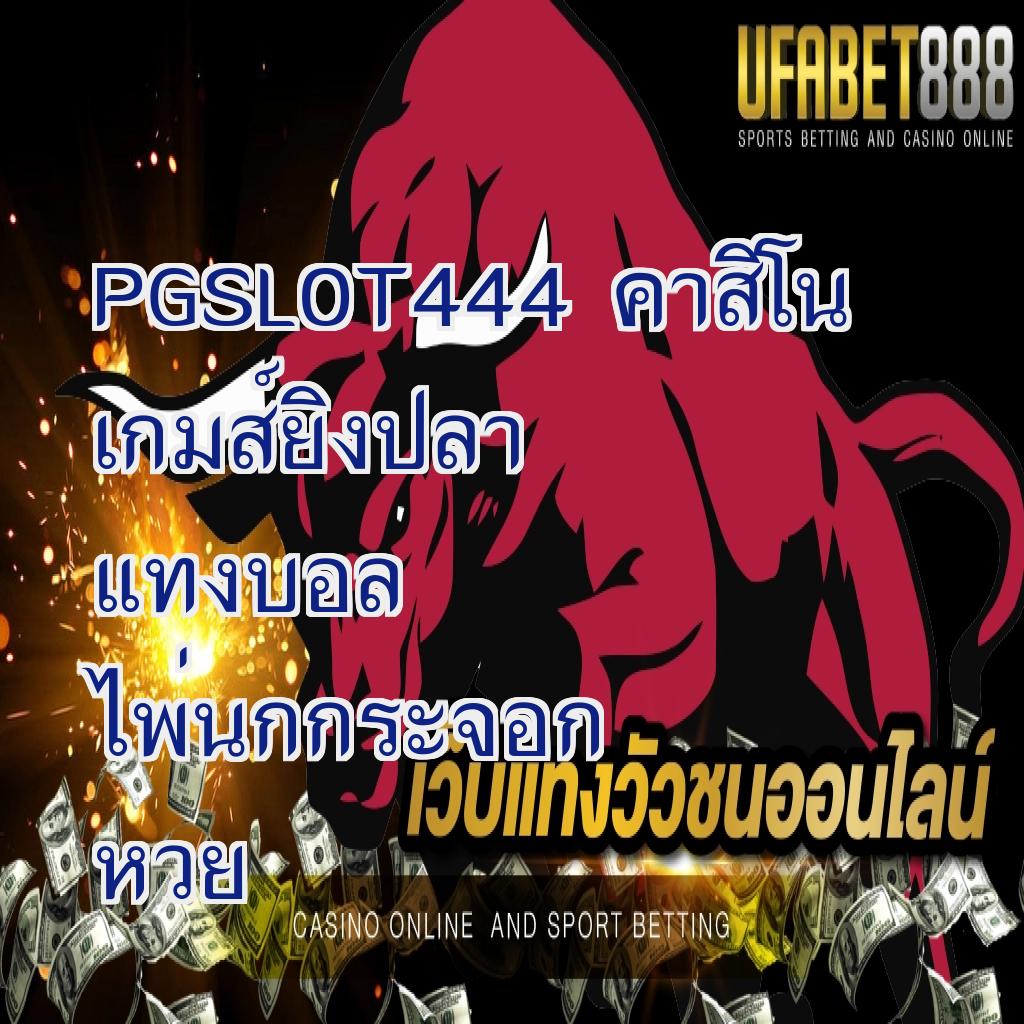 UFABET888
SPORTS BETTING AND CASINO ONLINE
PGSLOT444 คาสิโน
เกมส์ยิงปลา
แทงบอล
ไพ่นกกระจอก
เว็บแทงวัวชนออนไลน์
หวย
CASINO ONLINE AND SPORT BETTING